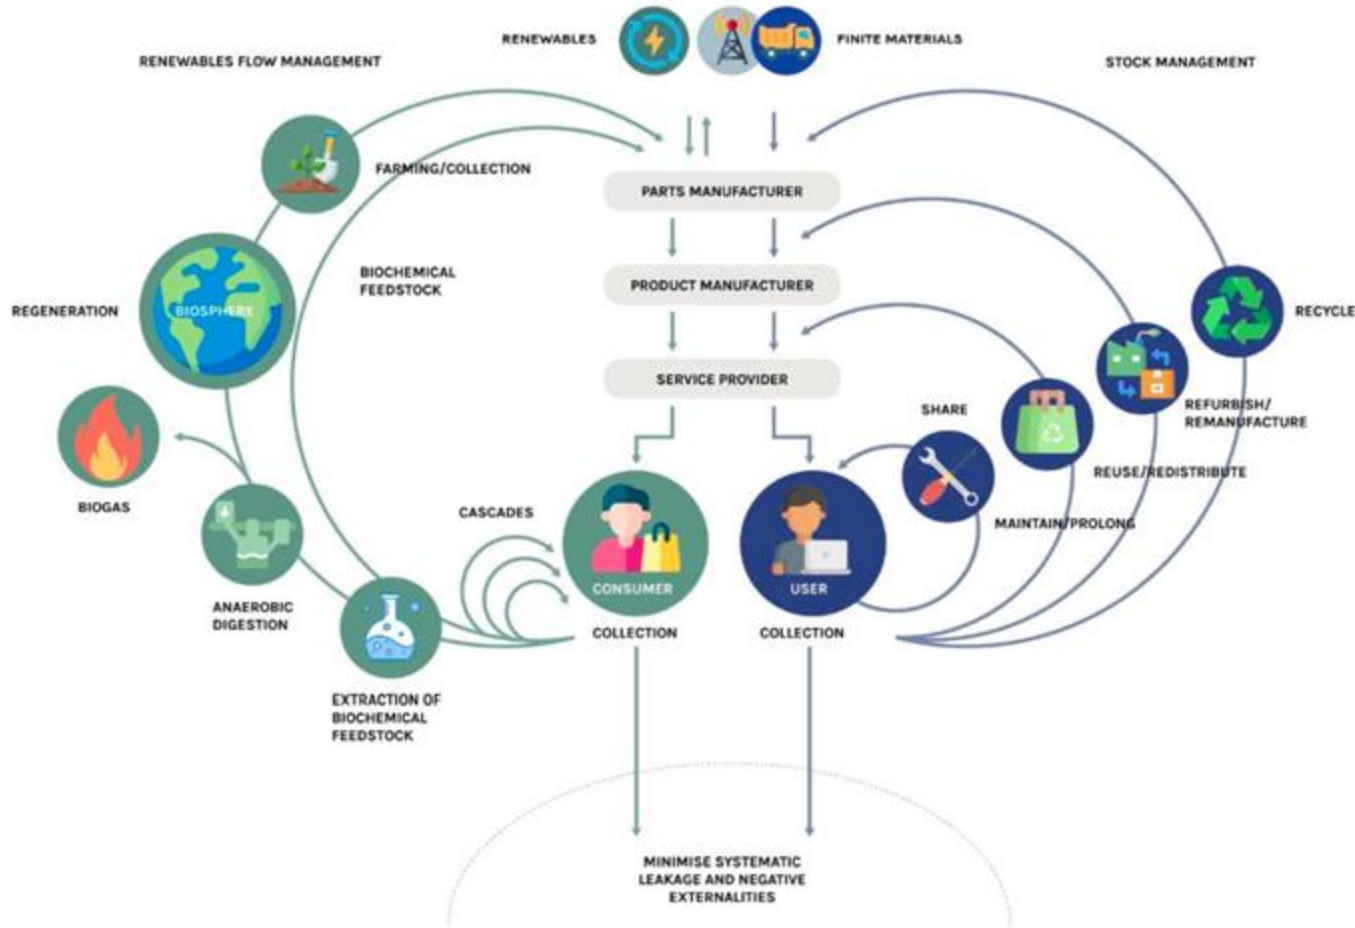 RENEWABLES
FINITE MATERIALS
RENEWABLES FLOW MANAGEMENT
STOCK MANAGEMENT
FARMING/COLLECTION
PARTS MANUFACTURER
BIOCHEMICAL
FEEDSTOCK
PRODUCT MANUFACTURER
REGENERATION
BIOSPHERE
RECYCLE
SERVICE PROVIDER
SHARE
REFURBISH/
REMANUFACTURE
REUSE/REDISTRIBUTE
BIOGAS
CASCADES
MAINTAIN/PROLONG
CONSUMER
USER
ANAEROBIC
DIGESTION
COLLECTION
COLLECTION
EXTRACTION OF
BIOCHEMICAL
FEEDSTOCK
MINIMISE SYSTEMATIC
LEAKAGE AND NEGATIVE
EXTERNALITIES